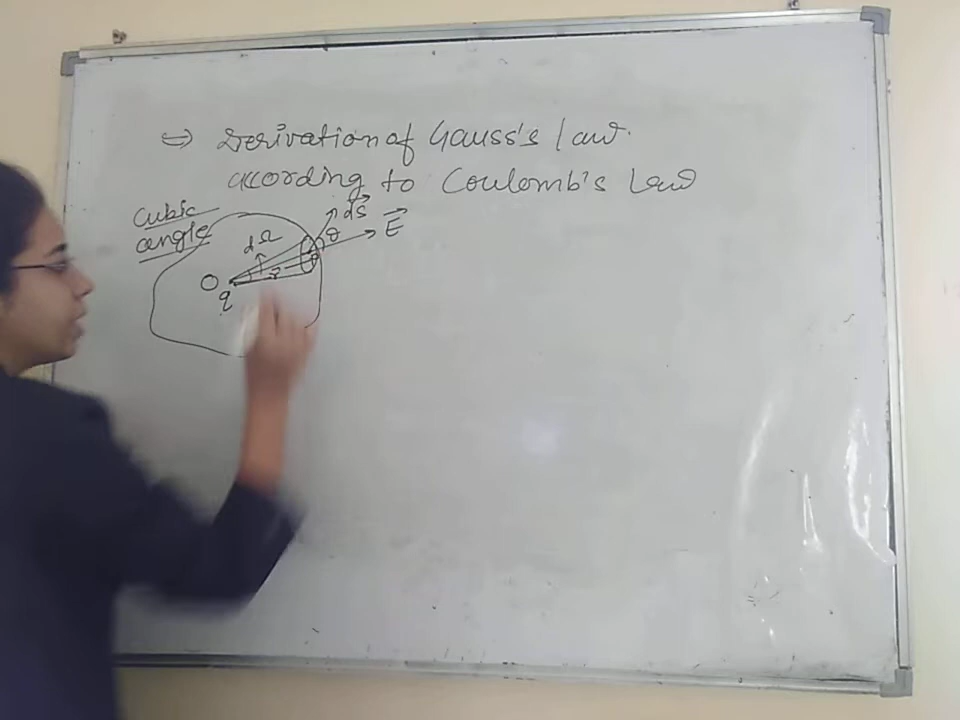 ⇒ Derivation of Gauss's law.
according to Coulomb's Law
Cubic
angle
dS
θ
E
dΩ
r
O
q